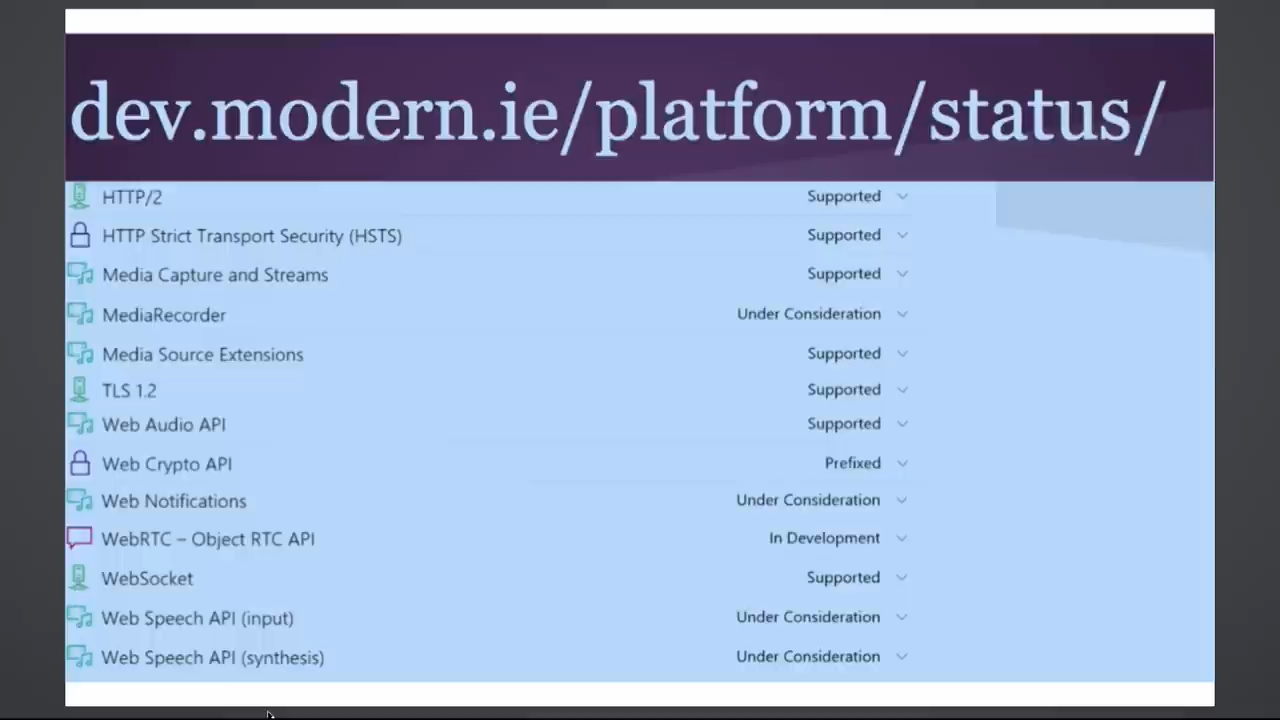 dev.modern.ie/platform/status/
HTTP/2 Supported
HTTP Strict Transport Security (HSTS) Supported
Media Capture and Streams Supported
MediaRecorder Under Consideration
Media Source Extensions Supported
TLS 1.2 Supported
Web Audio API Supported
Web Crypto API Prefixed
Web Notifications Under Consideration
WebRTC – Object RTC API In Development
WebSocket Supported
Web Speech API (input) Under Consideration
Web Speech API (synthesis) Under Consideration